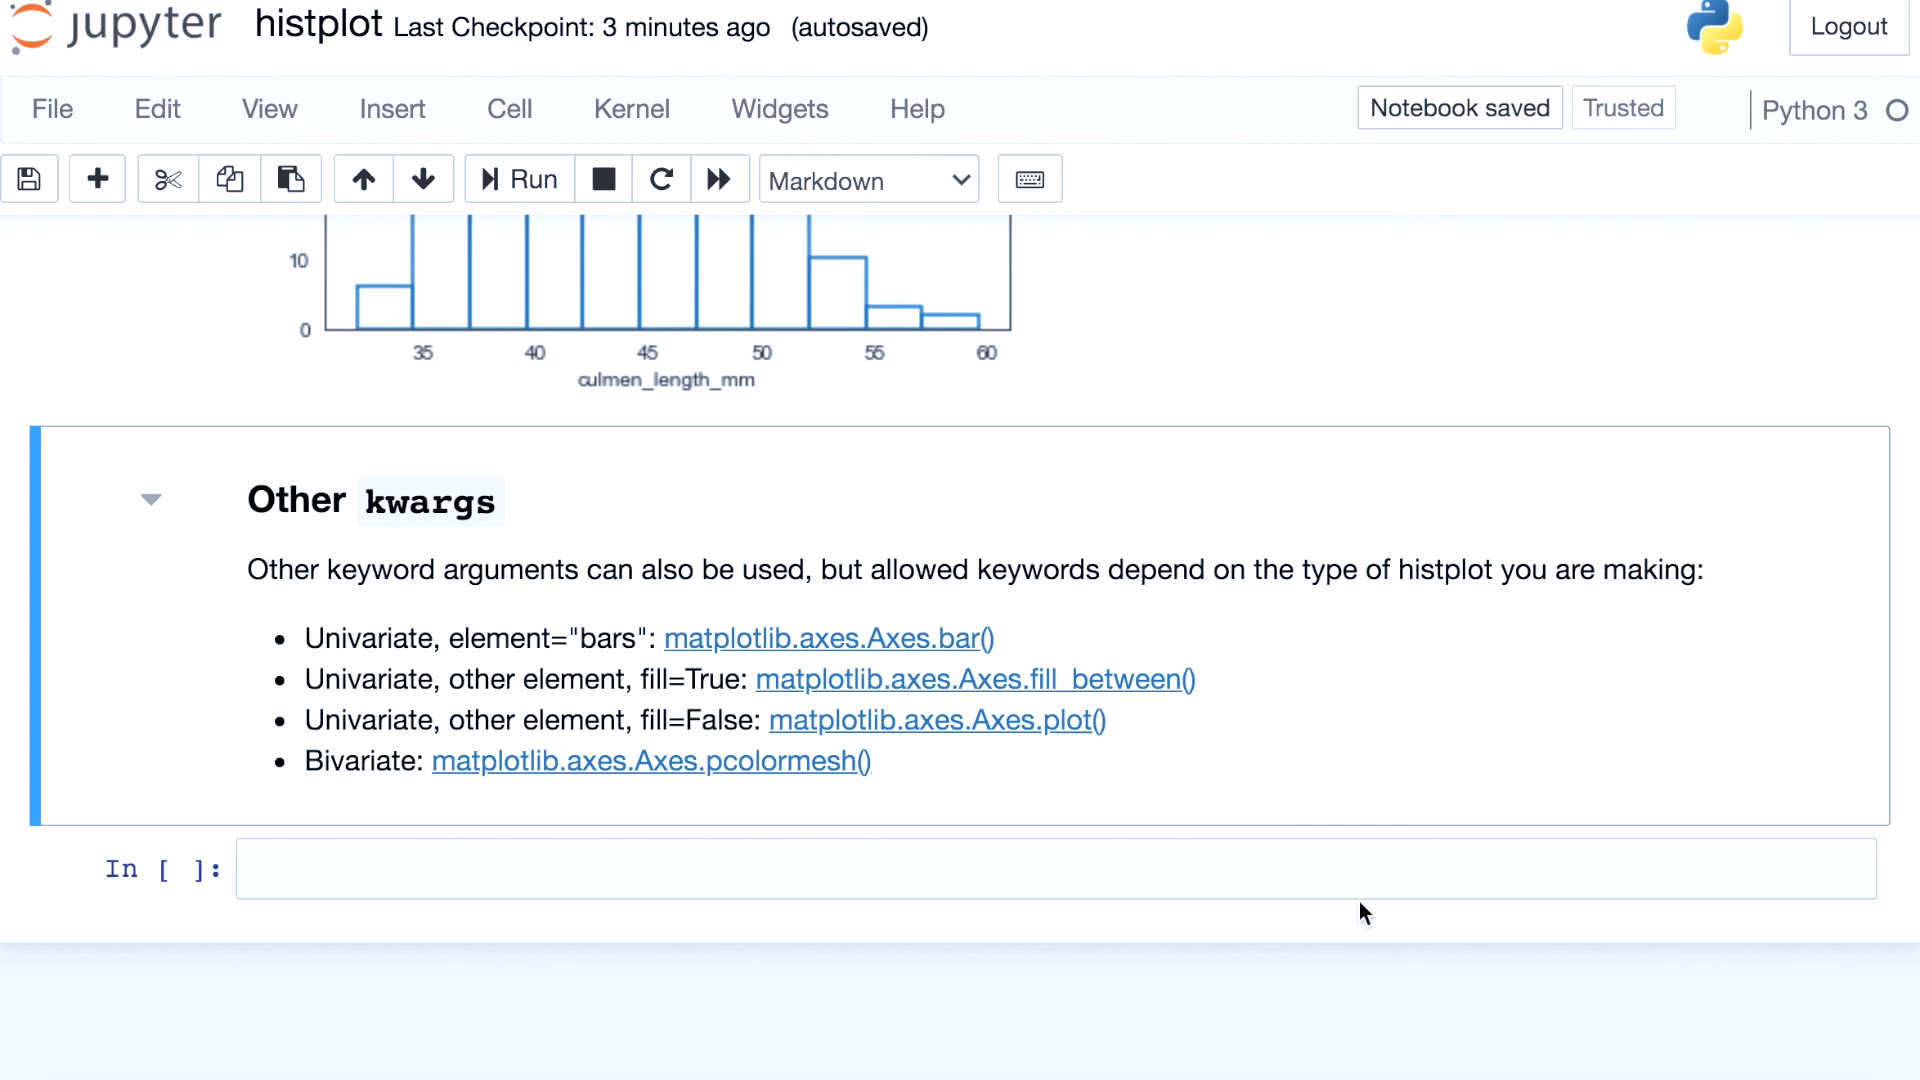 jupyter histplot Last Checkpoint: 3 minutes ago (autosaved) Logout
File Edit View Insert Cell Kernel Widgets Help Notebook saved Trusted Python 3
Run Markdown
10
0
35 40 45 50 55 60
culmen_length_mm
Other kwargs
Other keyword arguments can also be used, but allowed keywords depend on the type of histplot you are making:
• Univariate, element="bars": matplotlib.axes.Axes.bar()
• Univariate, other element, fill=True: matplotlib.axes.Axes.fill_between()
• Univariate, other element, fill=False: matplotlib.axes.Axes.plot()
• Bivariate: matplotlib.axes.Axes.pcolormesh()
In [ ]: